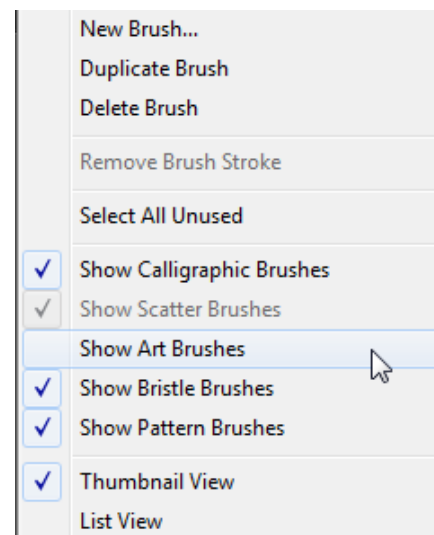 New Brush...
Duplicate Brush
Delete Brush
Remove Brush Stroke
Select All Unused
Show Calligraphic Brushes
Show Scatter Brushes
Show Art Brushes
Show Bristle Brushes
Show Pattern Brushes
Thumbnail View
List View